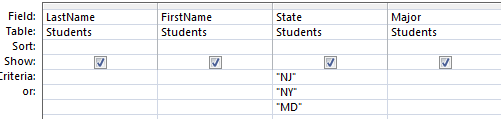 Field: LastName FirstName State Major
Table: Students Students Students Students
Sort:
Show:
Criteria: "NJ"
or: "NY"
"MD"